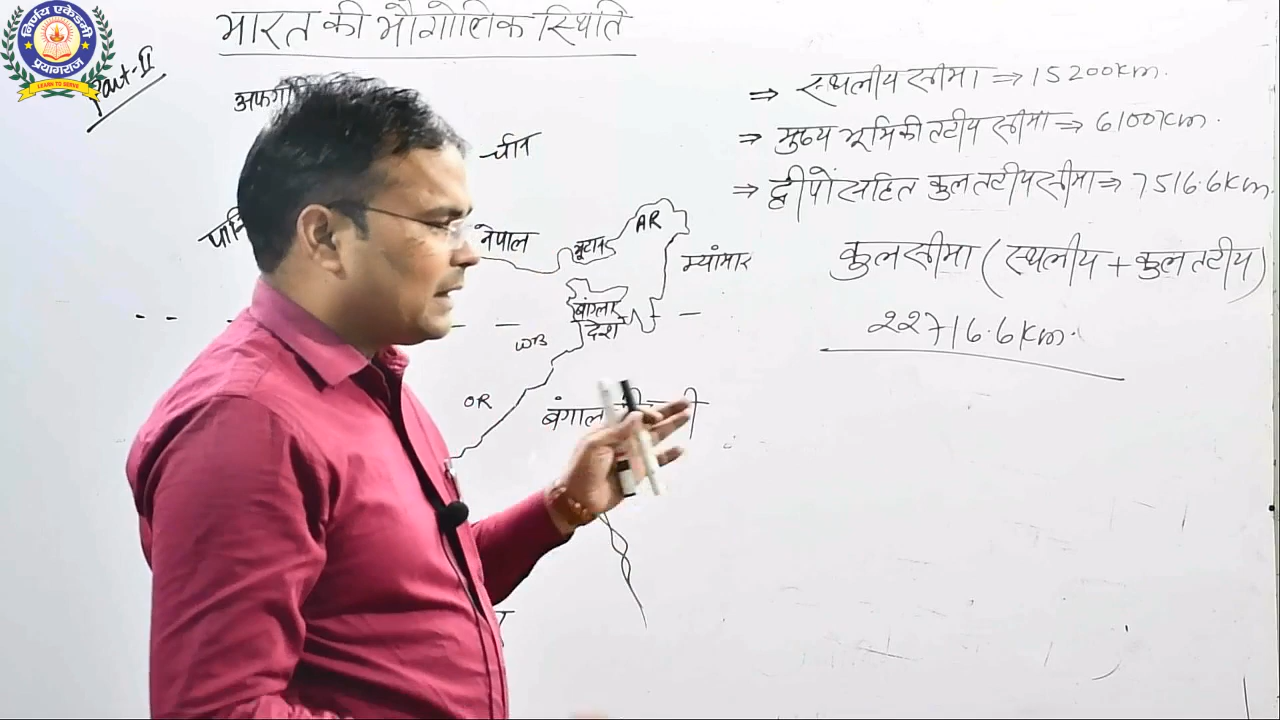 निर्णय एकेडमी
प्रयागराज
LEARN TO SERVE
Part-II
भारत की भौगोलिक स्थिति
⇒ स्थलीय सीमा ⇒ 15200km.
⇒ मुख्य भूमि की तटीय सीमा ⇒ 6100km.
⇒ द्वीपों सहित कुल तटीय सीमा ⇒ 7516.6km.
कुल सीमा (स्थलीय + कुल तटीय)
22716.6km.
चीन
नेपाल
भूटान
AR
म्यांमार
बांग्ला
देश
WB
OR